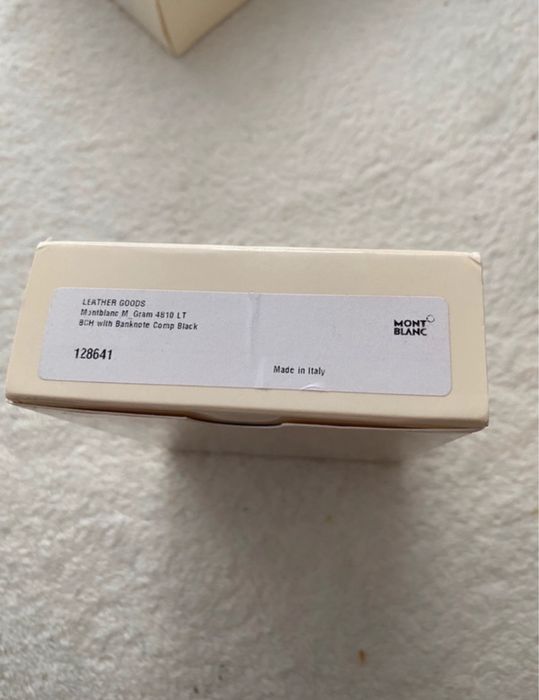 LEATHER GOODS
Montblanc M_Gram 4810 LT
BCH with Banknote Comp Black
128641
Made in Italy
MONT
BLANC